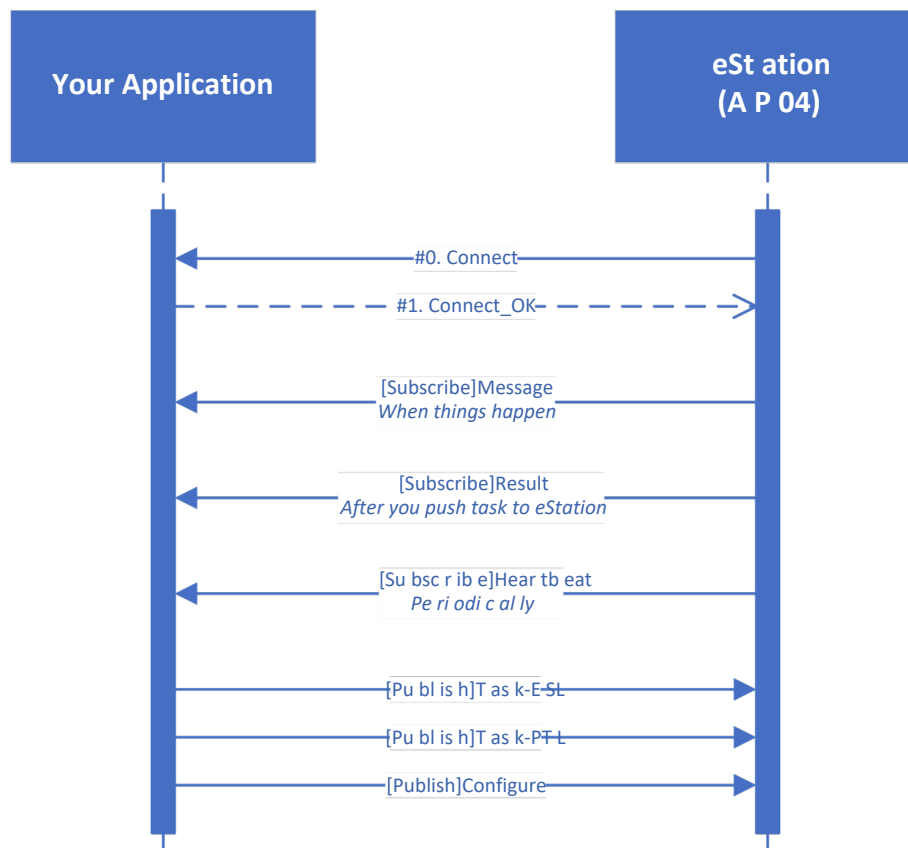 Your Application
eSt ation
(A P 04)
#0. Connect
#1. Connect_OK
[Subscribe]Message
When things happen
[Subscribe]Result
After you push task to eStation
[Su bsc r ib e]Hear tb eat
Pe ri odi c al ly
[Pu bl is h]T as k-E SL
[Pu bl is h]T as k-PT L
[Publish]Configure